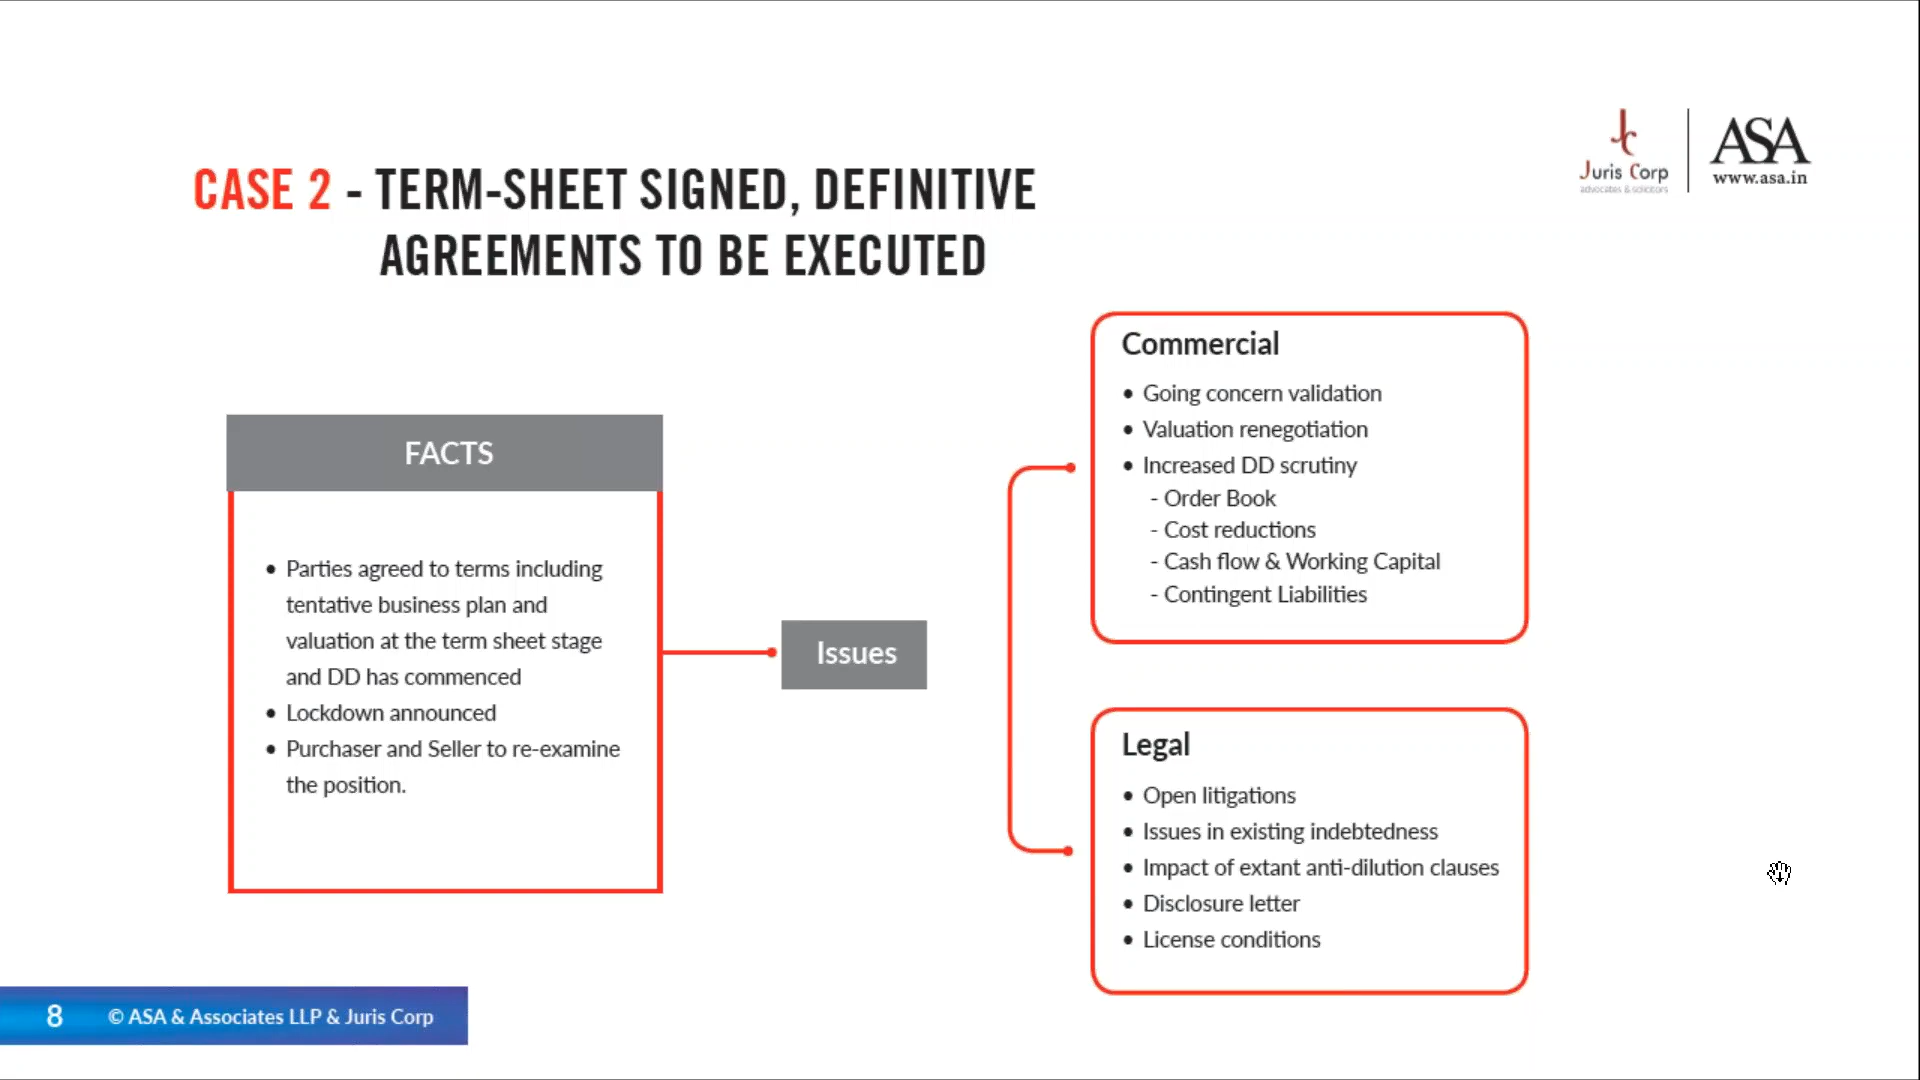 Juris Corp
advocates & solicitors
ASA
www.asa.in
CASE 2 - TERM-SHEET SIGNED, DEFINITIVE
AGREEMENTS TO BE EXECUTED
FACTS
• Parties agreed to terms including
tentative business plan and
valuation at the term sheet stage
and DD has commenced
• Lockdown announced
• Purchaser and Seller to re-examine
the position.
Issues
Commercial
• Going concern validation
• Valuation renegotiation
• Increased DD scrutiny
- Order Book
- Cost reductions
- Cash flow & Working Capital
- Contingent Liabilities
Legal
• Open litigations
• Issues in existing indebtedness
• Impact of extant anti-dilution clauses
• Disclosure letter
• License conditions
8 © ASA & Associates LLP & Juris Corp